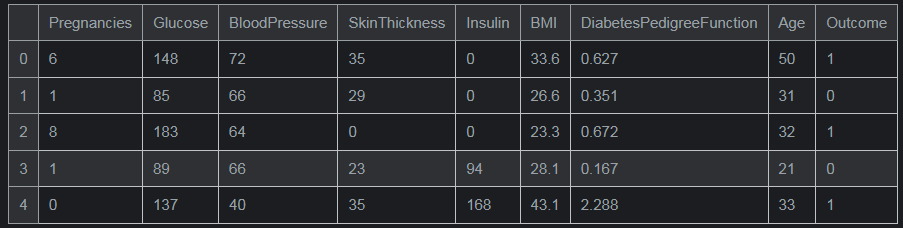 Pregnancies Glucose BloodPressure SkinThickness Insulin BMI DiabetesPedigreeFunction Age Outcome
0 6 148 72 35 0 33.6 0.627 50 1
1 1 85 66 29 0 26.6 0.351 31 0
2 8 183 64 0 0 23.3 0.672 32 1
3 1 89 66 23 94 28.1 0.167 21 0
4 0 137 40 35 168 43.1 2.288 33 1